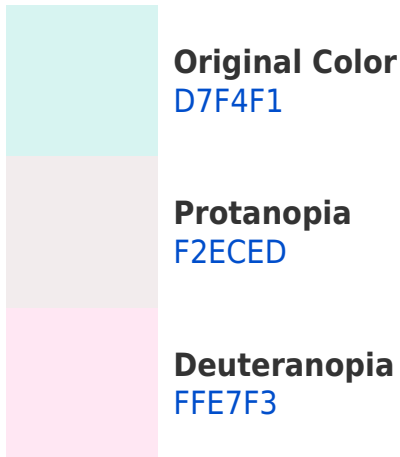 Original Color
D7F4F1
Protanopia
F2ECED
Deuteranopia
FFE7F3